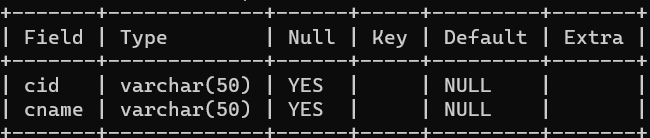 +-------+-------------+------+-----+---------+-------+
| Field | Type        | Null | Key | Default | Extra |
+-------+-------------+------+-----+---------+-------+
| cid   | varchar(50) | YES  |     | NULL    |       |
| cname | varchar(50) | YES  |     | NULL    |       |
+-------+-------------+------+-----+---------+-------+